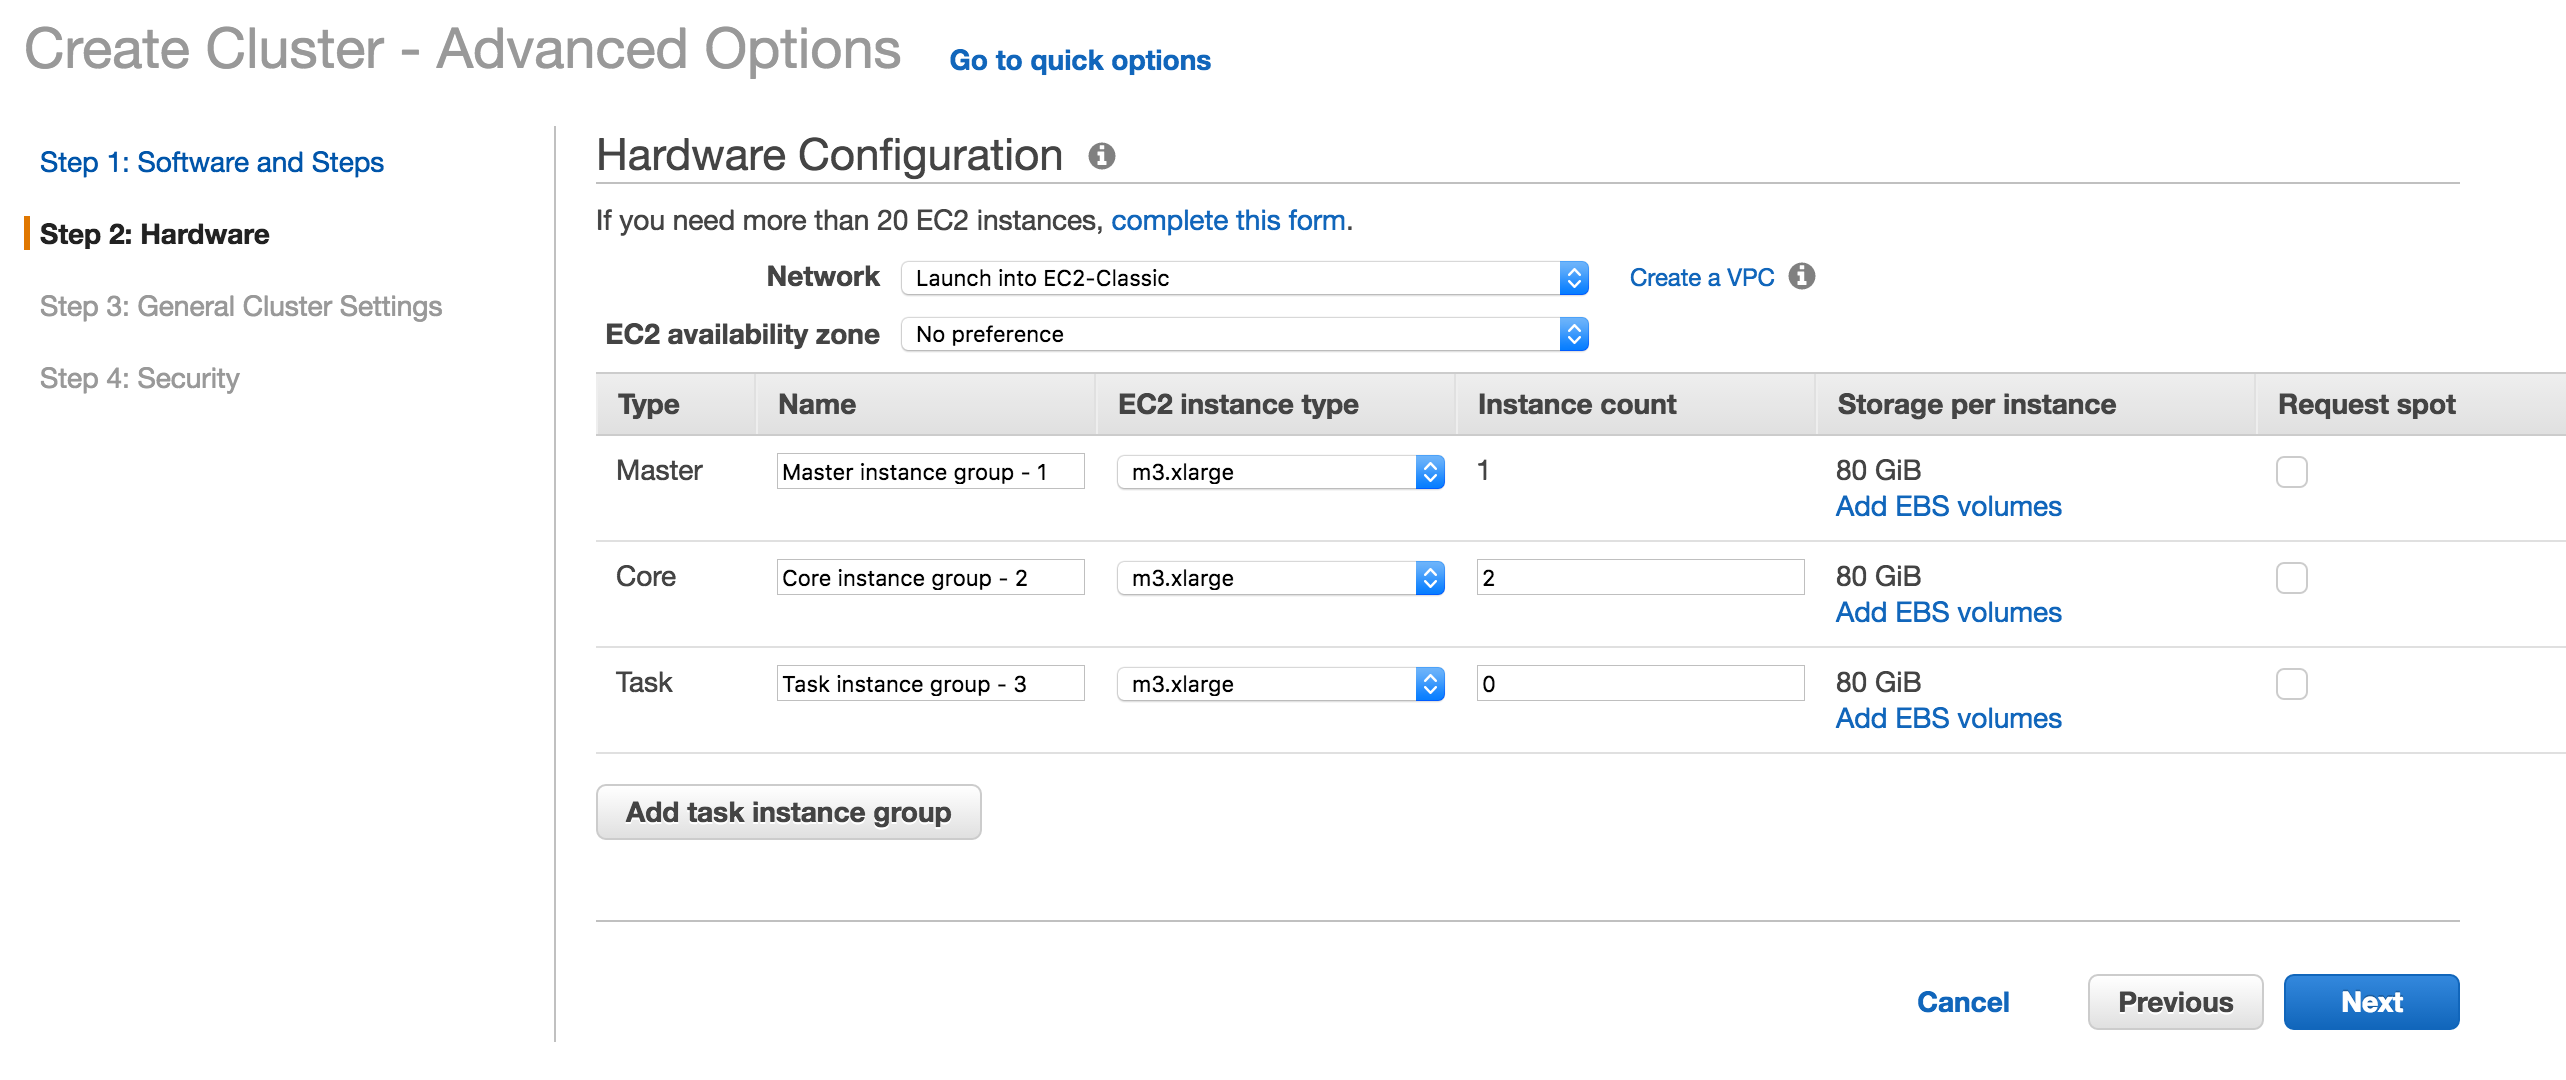 Create Cluster - Advanced Options Go to quick options
Step 1: Software and Steps
Step 2: Hardware
Step 3: General Cluster Settings
Step 4: Security
Hardware Configuration
If you need more than 20 EC2 instances, complete this form.
Network Launch into EC2-Classic Create a VPC
EC2 availability zone No preference
Type Name EC2 instance type Instance count Storage per instance Request spot
Master Master instance group - 1 m3.xlarge 1 80 GiB
Add EBS volumes
Core Core instance group - 2 m3.xlarge 2 80 GiB
Add EBS volumes
Task Task instance group - 3 m3.xlarge 0 80 GiB
Add EBS volumes
Add task instance group
Cancel Previous Next